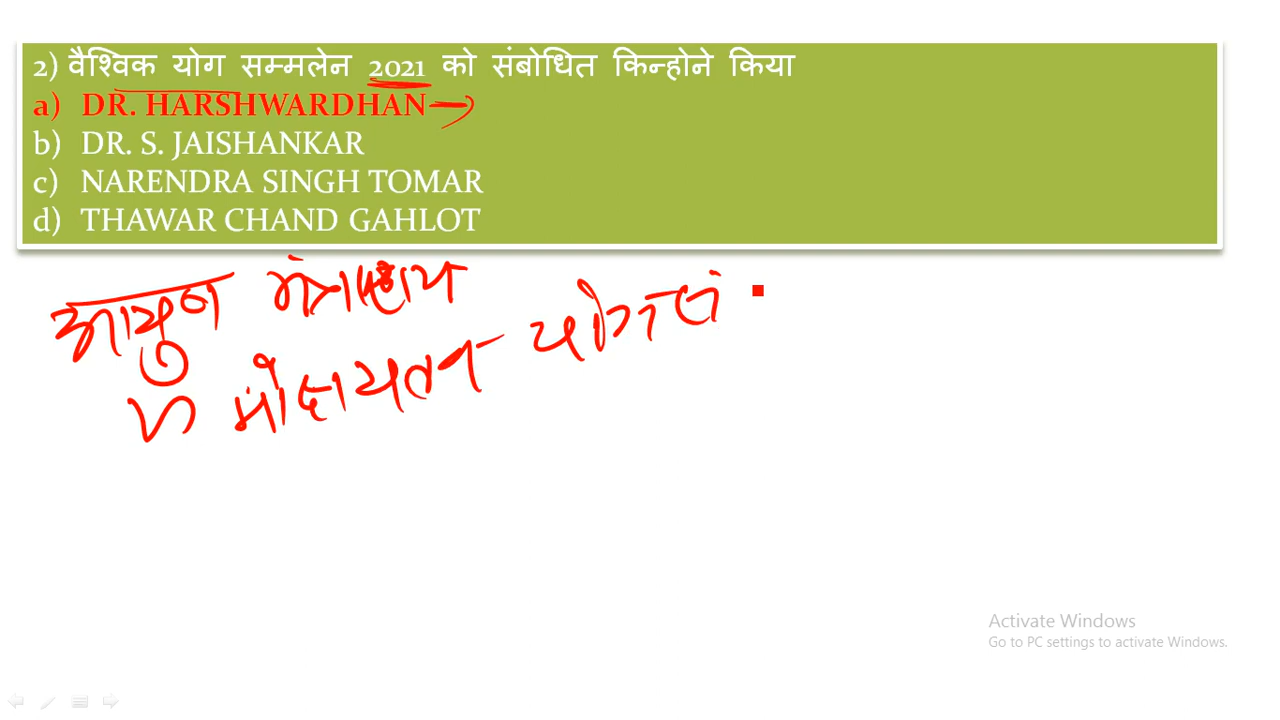 2) वैश्विक योग सम्मलेन 2021 को संबोधित किन्होने किया
a) DR. HARSHWARDHAN
b) DR. S. JAISHANKAR
c) NARENDRA SINGH TOMAR
d) THAWAR CHAND GAHLOT
आयुष मंत्रालय
मोक्षायतन योग सं
Activate Windows
Go to PC settings to activate Windows.